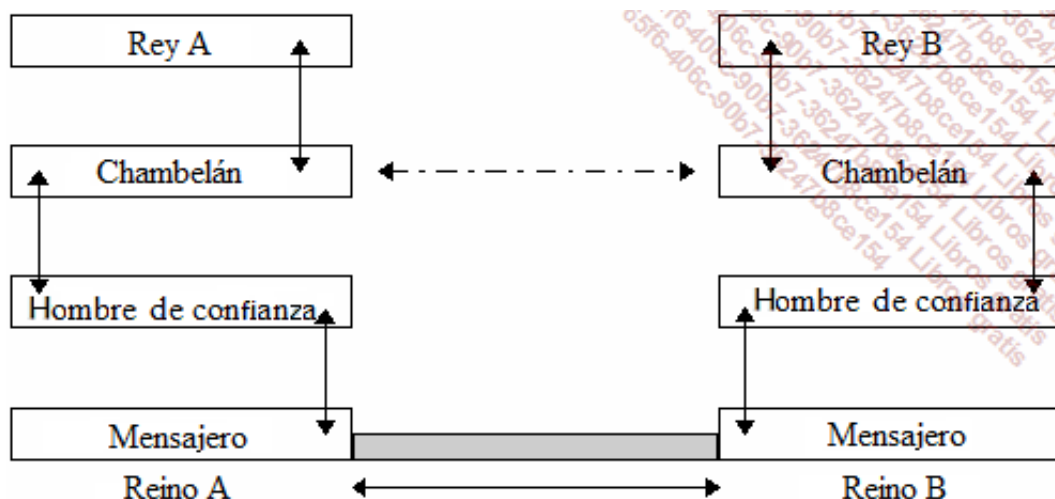 Rey A
Rey B
Chambelán
Chambelán
Hombre de confianza
Hombre de confianza
Mensajero
Mensajero
Reino A
Reino B